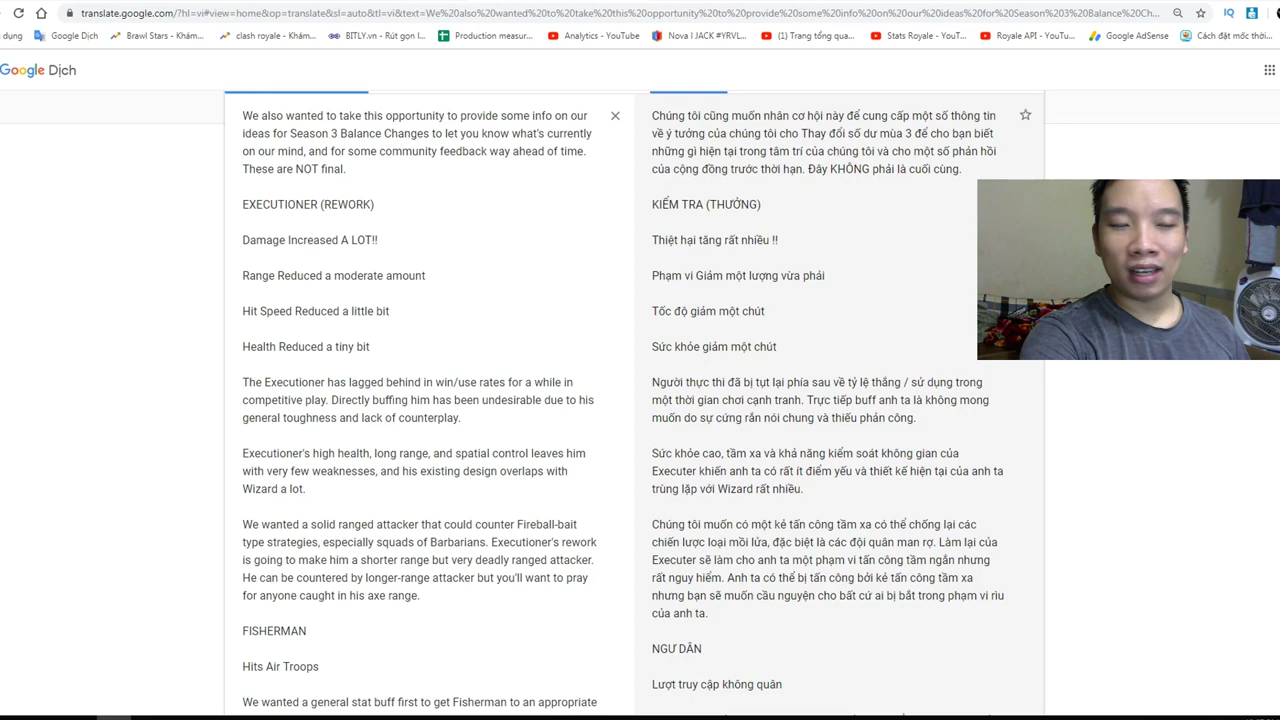 translate.google.com/?hl=vi#view=home&op=translate&sl=auto&tl=vi&text=We%20also%20wanted%20to%20take%20this%20opportunity%20to%20provide%20some%20info%20on%20our%20ideas%20for%20Season%203%20Balance%20Ch...
IQ
dụng
Google Dịch
Brawl Stars - Khám...
clash royale - Khám...
BITLY.vn - Rút gọn l...
Production measur...
Analytics - YouTube
Nova l JACK #YRVL...
(1) Trang tổng qua...
Stats Royale - YouT...
Royale API - YouTu...
Google AdSense
Cài đặt mốc thời...
Google Dịch
We also wanted to take this opportunity to provide some info on our
ideas for Season 3 Balance Changes to let you know what's currently
on our mind, and for some community feedback way ahead of time.
These are NOT final.
EXECUTIONER (REWORK)
Damage Increased A LOT!!
Range Reduced a moderate amount
Hit Speed Reduced a little bit
Health Reduced a tiny bit
The Executioner has lagged behind in win/use rates for a while in
competitive play. Directly buffing him has been undesirable due to his
general toughness and lack of counterplay.
Executioner's high health, long range, and spatial control leaves him
with very few weaknesses, and his existing design overlaps with
Wizard a lot.
We wanted a solid ranged attacker that could counter Fireball-bait
type strategies, especially squads of Barbarians. Executioner's rework
is going to make him a shorter range but very deadly ranged attacker.
He can be countered by longer-range attacker but you'll want to pray
for anyone caught in his axe range.
FISHERMAN
Hits Air Troops
We wanted a general stat buff first to get Fisherman to an appropriate
Chúng tôi cũng muốn nhân cơ hội này để cung cấp một số thông tin
về ý tưởng của chúng tôi cho Thay đổi số dư mùa 3 để cho bạn biết
những gì hiện tại trong tâm trí của chúng tôi và cho một số phản hồi
của cộng đồng trước thời hạn. Đây KHÔNG phải là cuối cùng.
KIỂM TRA (THƯỞNG)
Thiệt hại tăng rất nhiều !!
Phạm vi Giảm một lượng vừa phải
Tốc độ giảm một chút
Sức khỏe giảm một chút
Người thực thi đã bị tụt lại phía sau về tỷ lệ thắng / sử dụng trong
một thời gian chơi cạnh tranh. Trực tiếp buff anh ta là không mong
muốn do sự cứng rắn nói chung và thiếu phản công.
Sức khỏe cao, tầm xa và khả năng kiểm soát không gian của
Executer khiến anh ta có rất ít điểm yếu và thiết kế hiện tại của anh ta
trùng lặp với Wizard rất nhiều.
Chúng tôi muốn có một kẻ tấn công tầm xa có thể chống lại các
chiến lược loại mồi lửa, đặc biệt là các đội quân man rợ. Làm lại của
Executer sẽ làm cho anh ta một phạm vi tấn công tầm ngắn nhưng
rất nguy hiểm. Anh ta có thể bị tấn công bởi kẻ tấn công tầm xa
nhưng bạn sẽ muốn cầu nguyện cho bất cứ ai bị bắt trong phạm vi rìu
của anh ta.
NGƯ DÂN
Lượt truy cập không quân